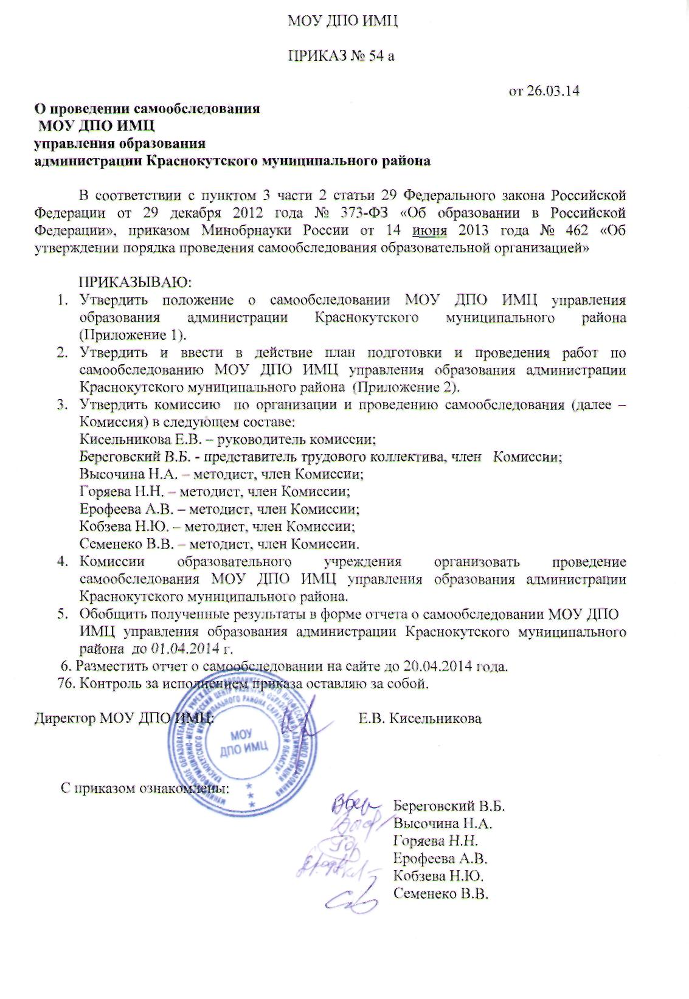 МОУ ДПО ИМЦ
ПРИКАЗ № 54 а
от 26.03.14
О проведении самообследования
МОУ ДПО ИМЦ
управления образования
администрации Краснокутского муниципального района
В соответствии с пунктом 3 части 2 статьи 29 Федерального закона Российской
Федерации от 29 декабря 2012 года № 373-ФЗ «Об образовании в Российской
Федерации», приказом Минобрнауки России от 14 июня 2013 года № 462 «Об
утверждении порядка проведения самообследования образовательной организацией»
ПРИКАЗЫВАЮ:
1. Утвердить положение о самообследовании МОУ ДПО ИМЦ управления
образования администрации Краснокутского муниципального района
(Приложение 1).
2. Утвердить и ввести в действие план подготовки и проведения работ по
самообследованию МОУ ДПО ИМЦ управления образования администрации
Краснокутского муниципального района (Приложение 2).
3. Утвердить комиссию по организации и проведению самообследования (далее –
Комиссия) в следующем составе:
Кисельникова Е.В. – руководитель комиссии;
Береговский В.Б. - представитель трудового коллектива, член Комиссии;
Высочина Н.А. – методист, член Комиссии;
Горяева Н.Н. – методист, член Комиссии;
Ерофеева А.В. – методист, член Комиссии;
Кобзева Н.Ю. – методист, член Комиссии;
Семенеко В.В. – методист, член Комиссии.
4. Комиссии образовательного учреждения организовать проведение
самообследования МОУ ДПО ИМЦ управления образования администрации
Краснокутского муниципального района.
5. Обобщить полученные результаты в форме отчета о самообследовании МОУ ДПО
ИМЦ управления образования администрации Краснокутского муниципального
района до 01.04.2014 г.
6. Разместить отчет о самообследовании на сайте до 20.04.2014 года.
76. Контроль за исполнением приказа оставляю за собой.
Директор МОУ ДПО ИМЦ: Е.В. Кисельникова
МОУ
ДПО ИМЦ
С приказом ознакомлены:
Береговский В.Б.
Высочина Н.А.
Горяева Н.Н.
Ерофеева А.В.
Кобзева Н.Ю.
Семенеко В.В.